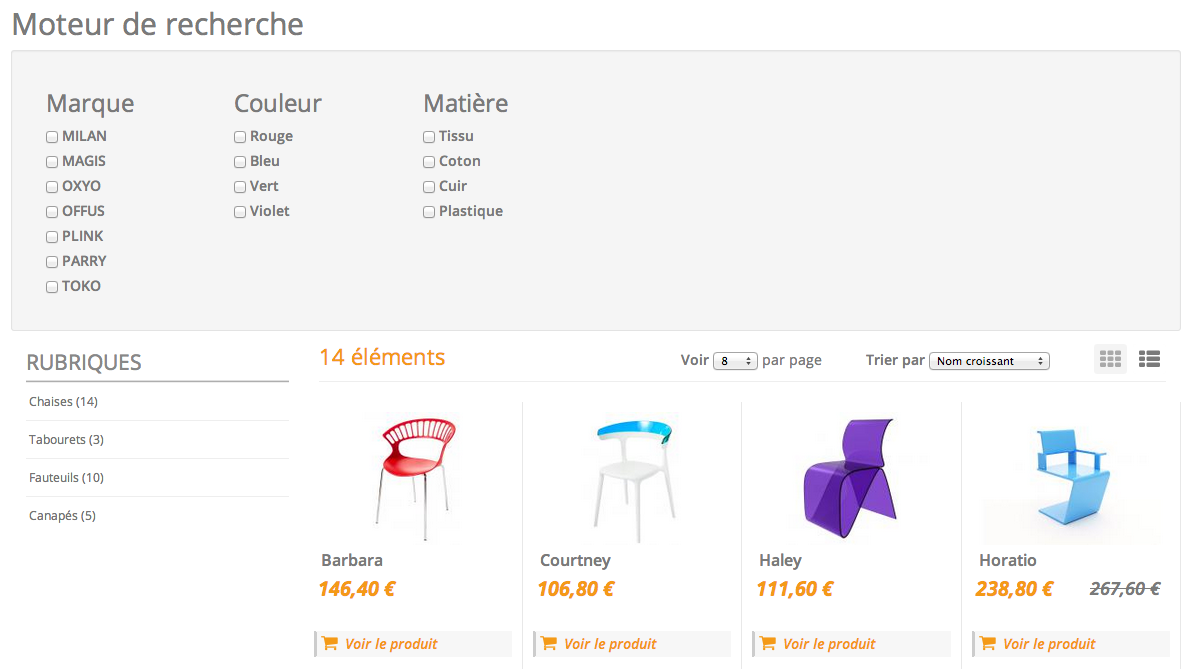 Moteur de recherche
Marque
MILAN
MAGIS
OXYO
OFFUS
PLINK
PARRY
TOKO
Couleur
Rouge
Bleu
Vert
Violet
Matière
Tissu
Coton
Cuir
Plastique
RUBRIQUES
Chaises (14)
Tabourets (3)
Fauteuils (10)
Canapés (5)
14 éléments
Voir 8 par page
Trier par Nom croissant
Barbara
146,40 €
Voir le produit
Courtney
106,80 €
Voir le produit
Haley
111,60 €
Voir le produit
Horatio
238,80 € 267,60 €
Voir le produit